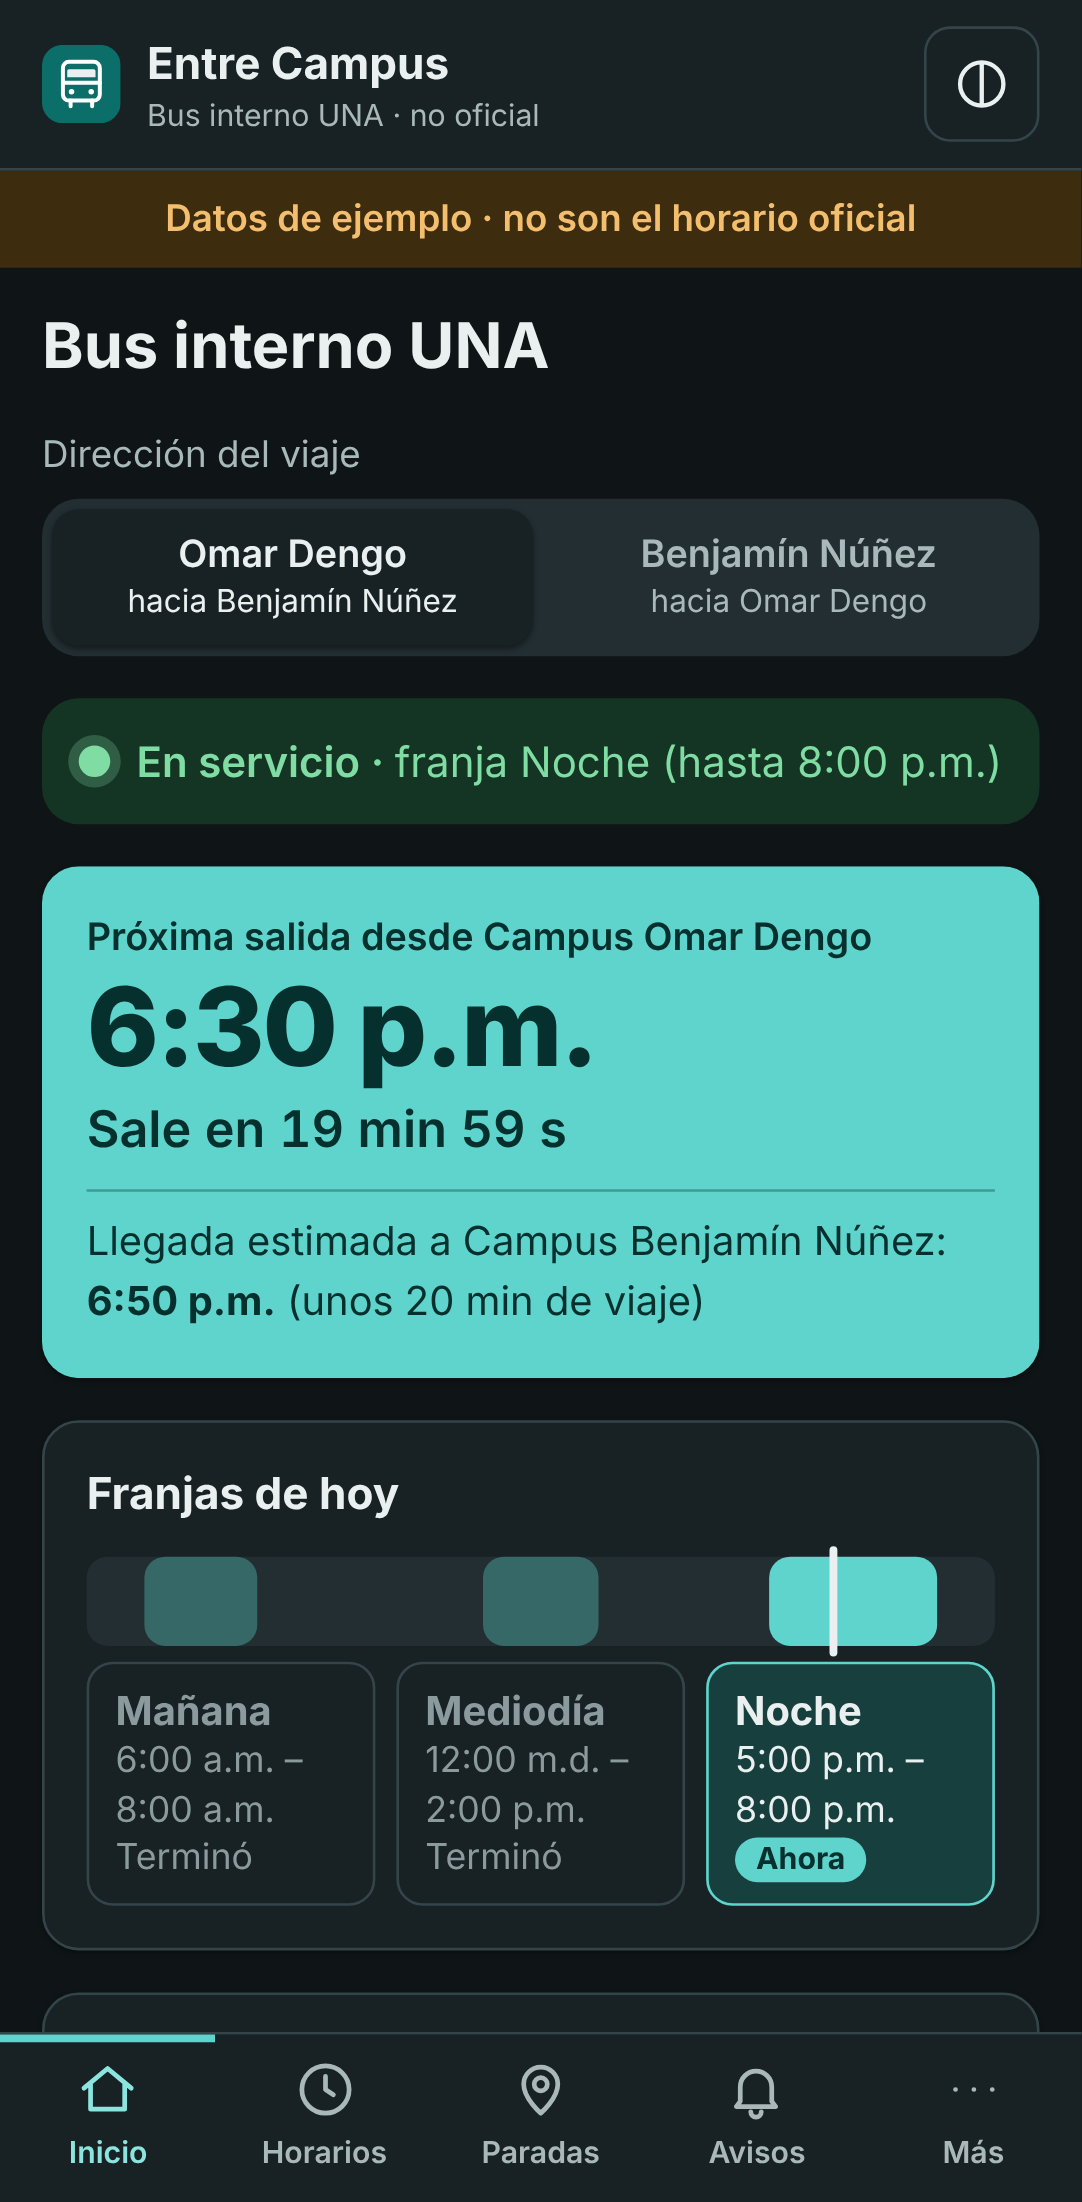 Entre Campus
Bus interno UNA · no oficial
Datos de ejemplo · no son el horario oficial
Bus interno UNA
Dirección del viaje
Omar Dengo
hacia Benjamín Núñez
Benjamín Núñez
hacia Omar Dengo
En servicio · franja Noche (hasta 8:00 p.m.)
Próxima salida desde Campus Omar Dengo
6:30 p.m.
Sale en 19 min 59 s
Llegada estimada a Campus Benjamín Núñez:
6:50 p.m. (unos 20 min de viaje)
Franjas de hoy
Mañana
6:00 a.m. –
8:00 a.m.
Terminó
Mediodía
12:00 m.d. –
2:00 p.m.
Terminó
Noche
5:00 p.m. –
8:00 p.m.
Ahora
Inicio
Horarios
Paradas
Avisos
Más